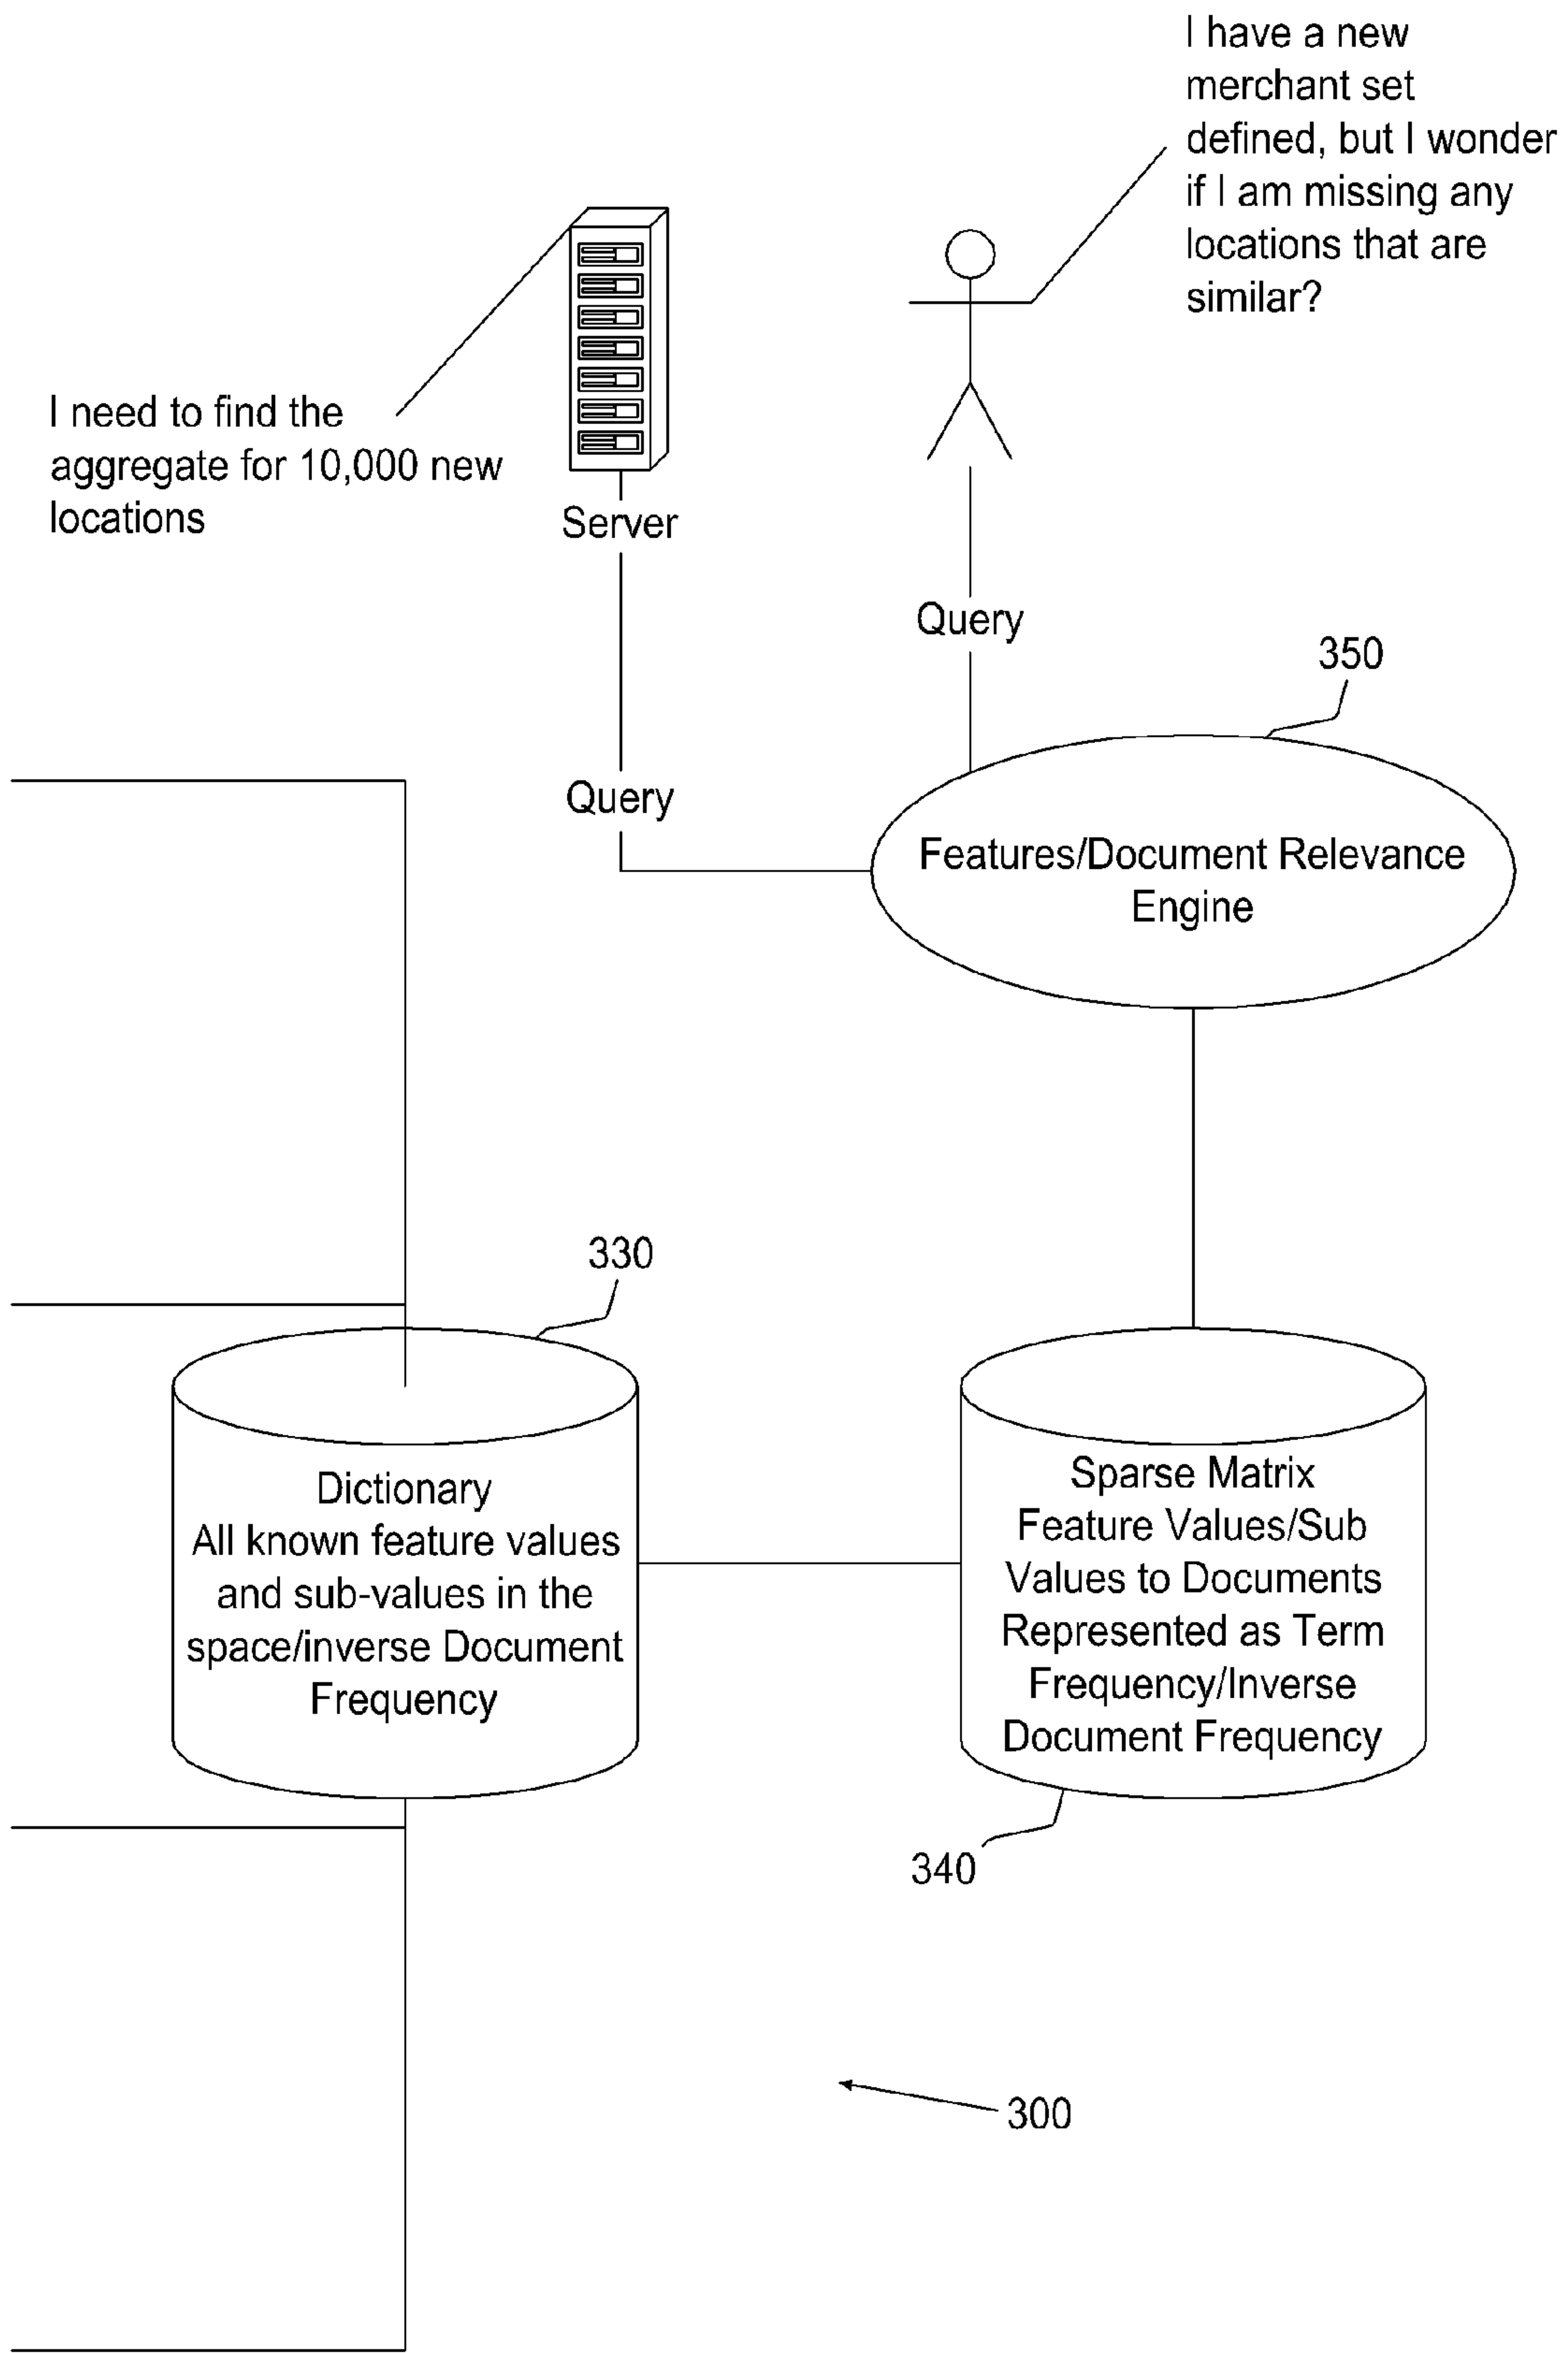 I have a new
merchant set
defined, but I wonder
if I am missing any
locations that are
similar?
I need to find the
aggregate for 10,000 new
locations
Server
Query
350
Query
Features/Document Relevance
Engine
330
Dictionary
All known feature values
and sub-values in the
space/inverse Document
Frequency
Sparse Matrix
Feature Values/Sub
Values to Documents
Represented as Term
Frequency/Inverse
Document Frequency
340
300